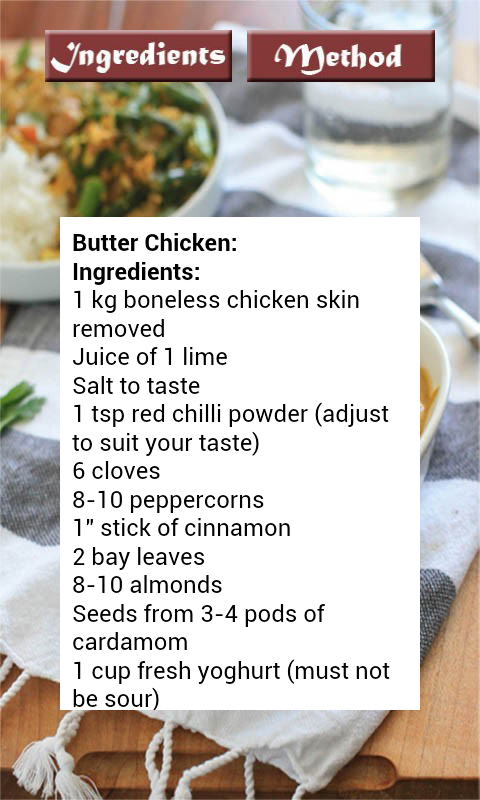 Ingredients Method
Butter Chicken:
Ingredients:
1 kg boneless chicken skin
removed
Juice of 1 lime
Salt to taste
1 tsp red chilli powder (adjust
to suit your taste)
6 cloves
8-10 peppercorns
1" stick of cinnamon
2 bay leaves
8-10 almonds
Seeds from 3-4 pods of
cardamom
1 cup fresh yoghurt (must not
be sour)